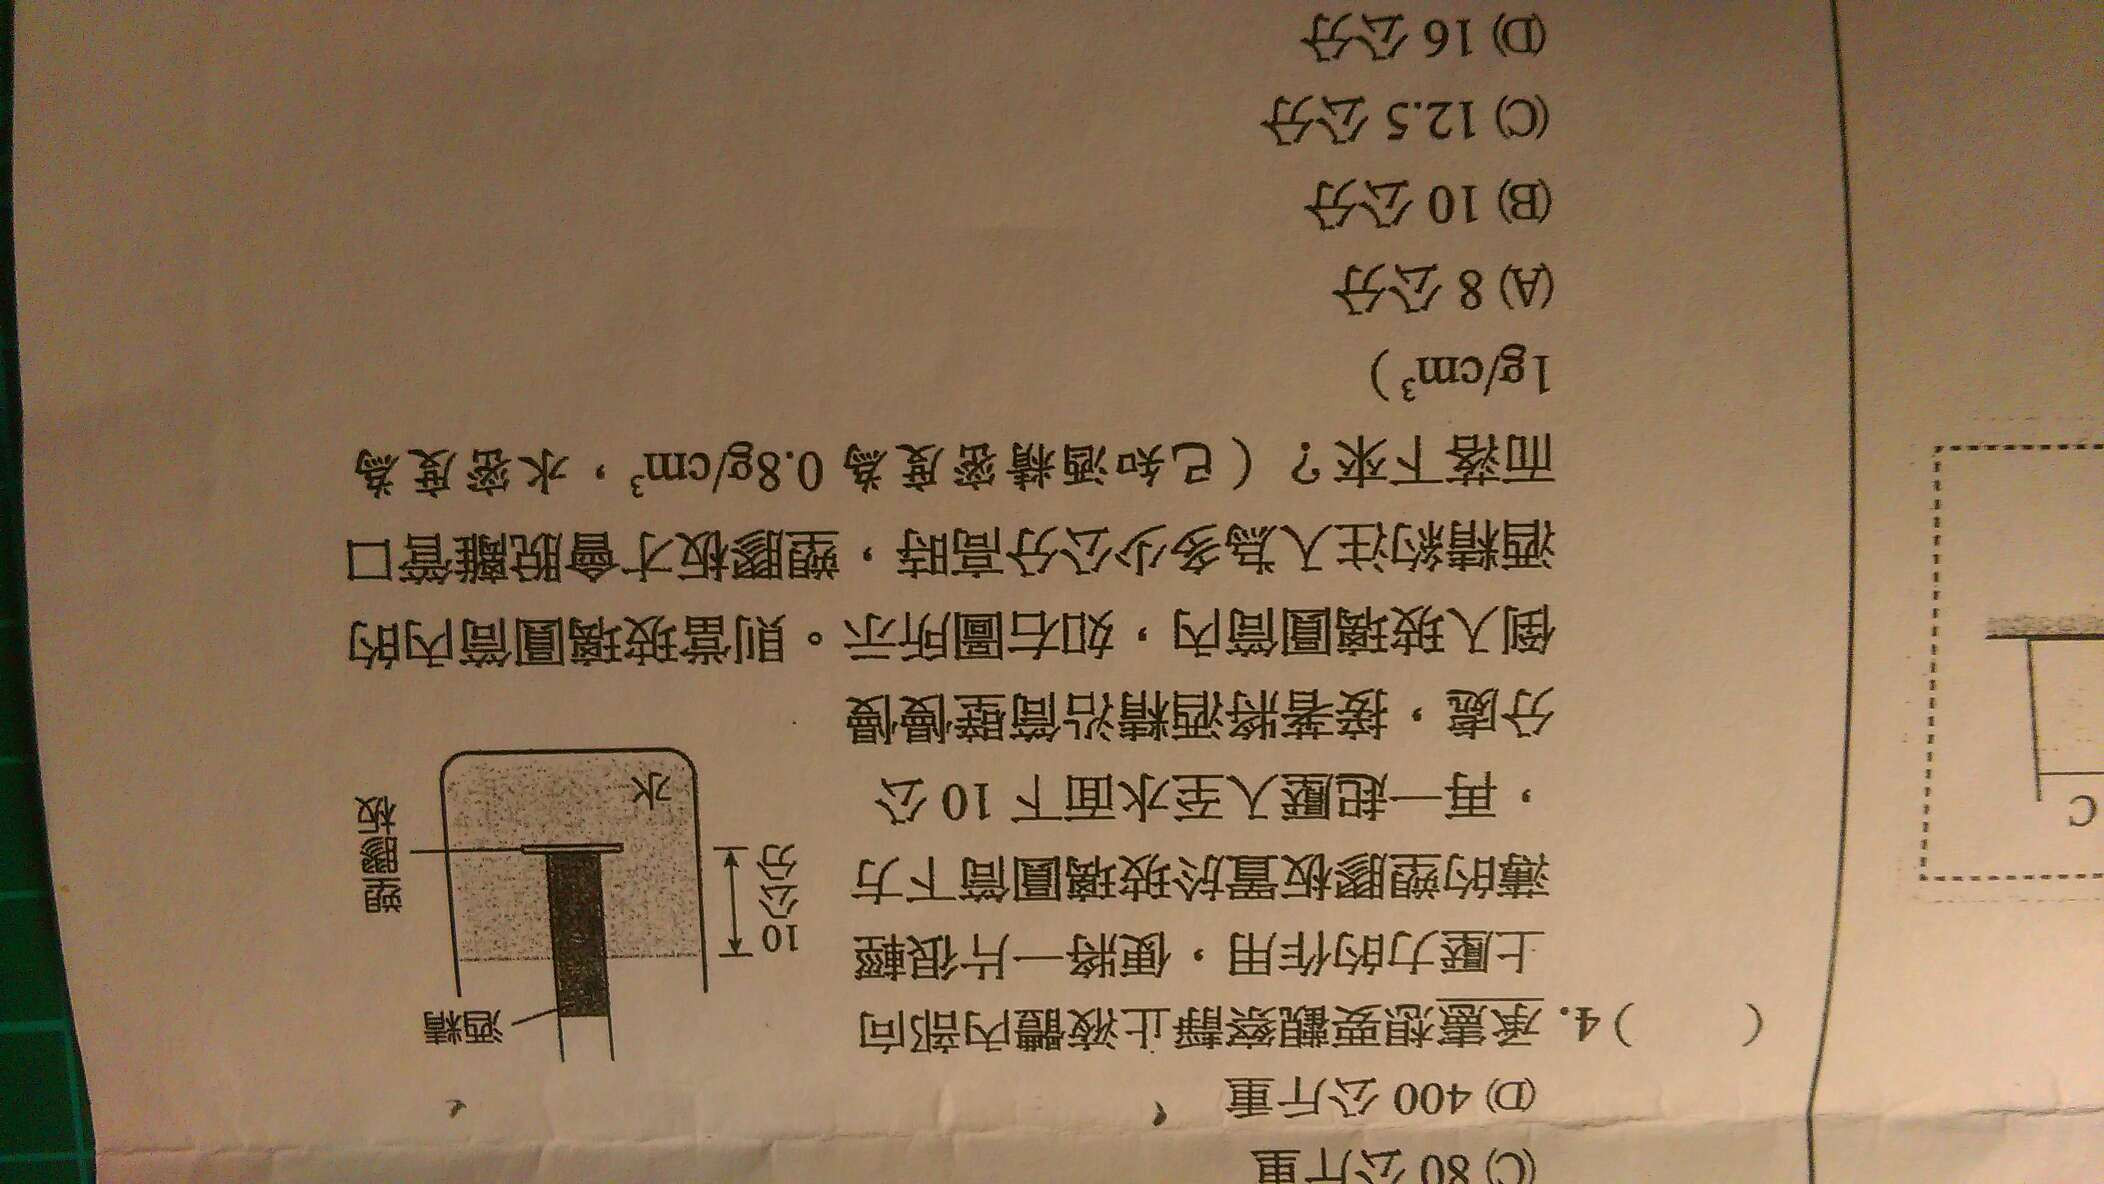 (C) 80 公斤重
(D) 400 公斤重
(　　) 4. 承憲想要觀察靜止液體內部向
上壓力的作用，便將一片很輕
薄的塑膠板置於玻璃圓筒下方
，再一起壓入至水面下 10 公
分處，接著將酒精沿筒壁慢慢
倒入玻璃圓筒內，如右圖所示。則當玻璃圓筒內的
酒精約注入為多少公分高時，塑膠板才會脫離管口
而落下來？（已知酒精密度為 0.8g/cm³，水密度為
1g/cm³）
(A) 8 公分
(B) 10 公分
(C) 12.5 公分
(D) 16 公分
酒精
10
公
分
塑膠板
水
C